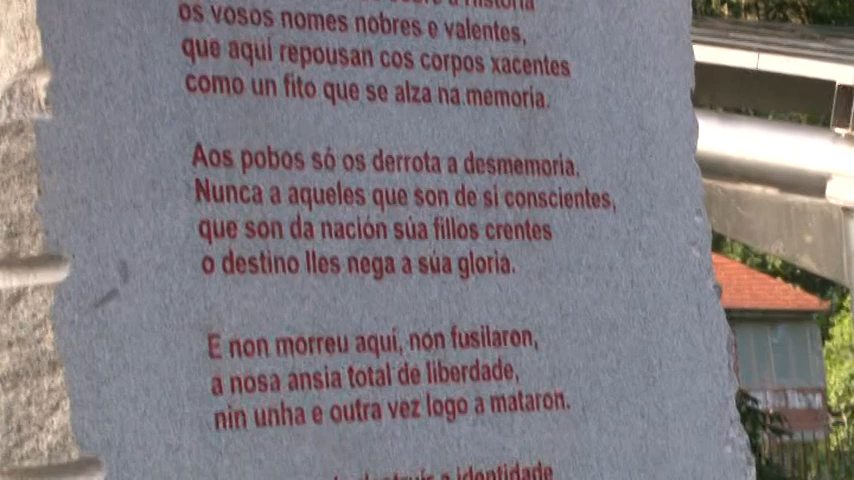 a Historia
os vosos nomes nobres e valentes,
que aquí repousan cos corpos xacentes
como un fito que se alza na memoria.
Aos pobos só os derrota a desmemoria.
Nunca a aqueles que son de si conscientes,
que son da nación súa fillos crentes
o destino lles nega a súa gloria.
E non morreu aquí, non fusilaron,
a nosa ansia total de liberdade,
nin unha e outra vez logo a mataron.
a identidade